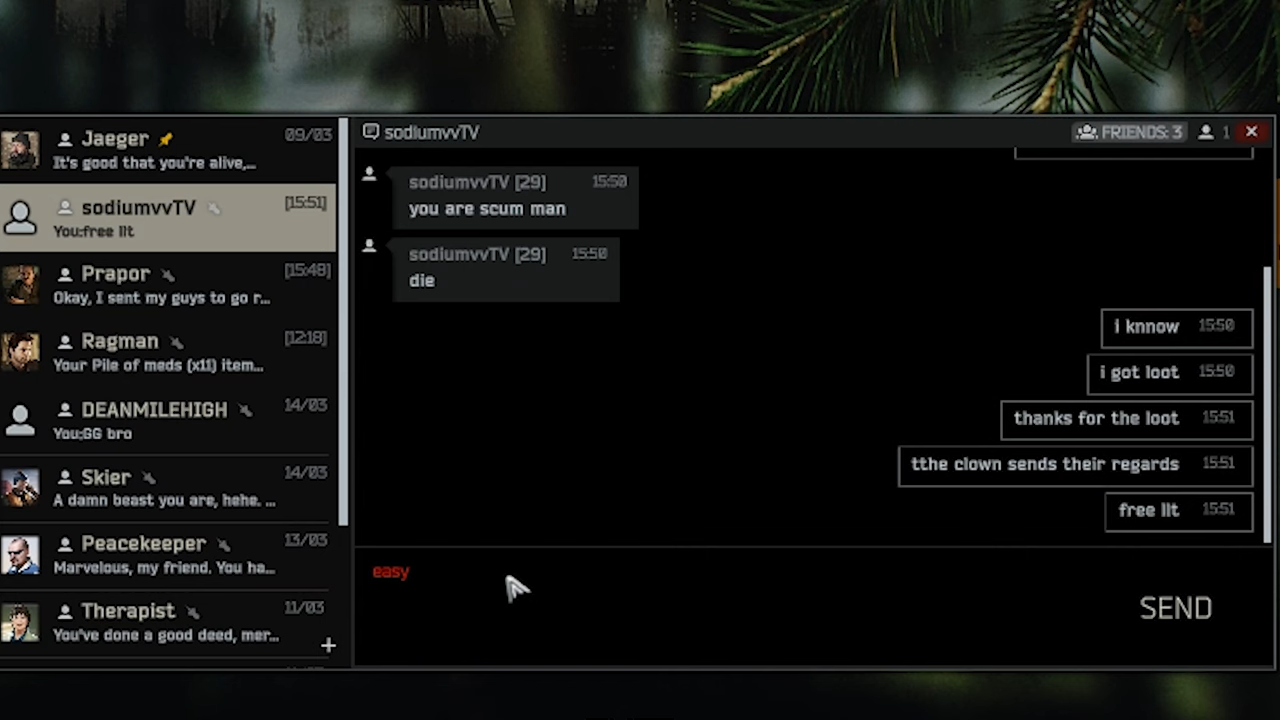 Jaeger 09/03
It's good that you're alive,...
sodiumvvTV [15:51]
You:free lit
Prapor [15:48]
Okay, I sent my guys to go r...
Ragman [12:18]
Your Pile of meds (x11) item...
DEANMILEHIGH 14/03
You:GG bro
Skier 14/03
A damn beast you are, hehe. ...
Peacekeeper 13/03
Marvelous, my friend. You ha...
Therapist 11/03
You've done a good deed, mer...
+
sodiumvvTV FRIENDS: 3 1
sodiumvvTV [29] 15:50
you are scum man
sodiumvvTV [29] 15:50
die
i knnow 15:50
i got loot 15:50
thanks for the loot 15:51
tthe clown sends their regards 15:51
free lit 15:51
easy
SEND